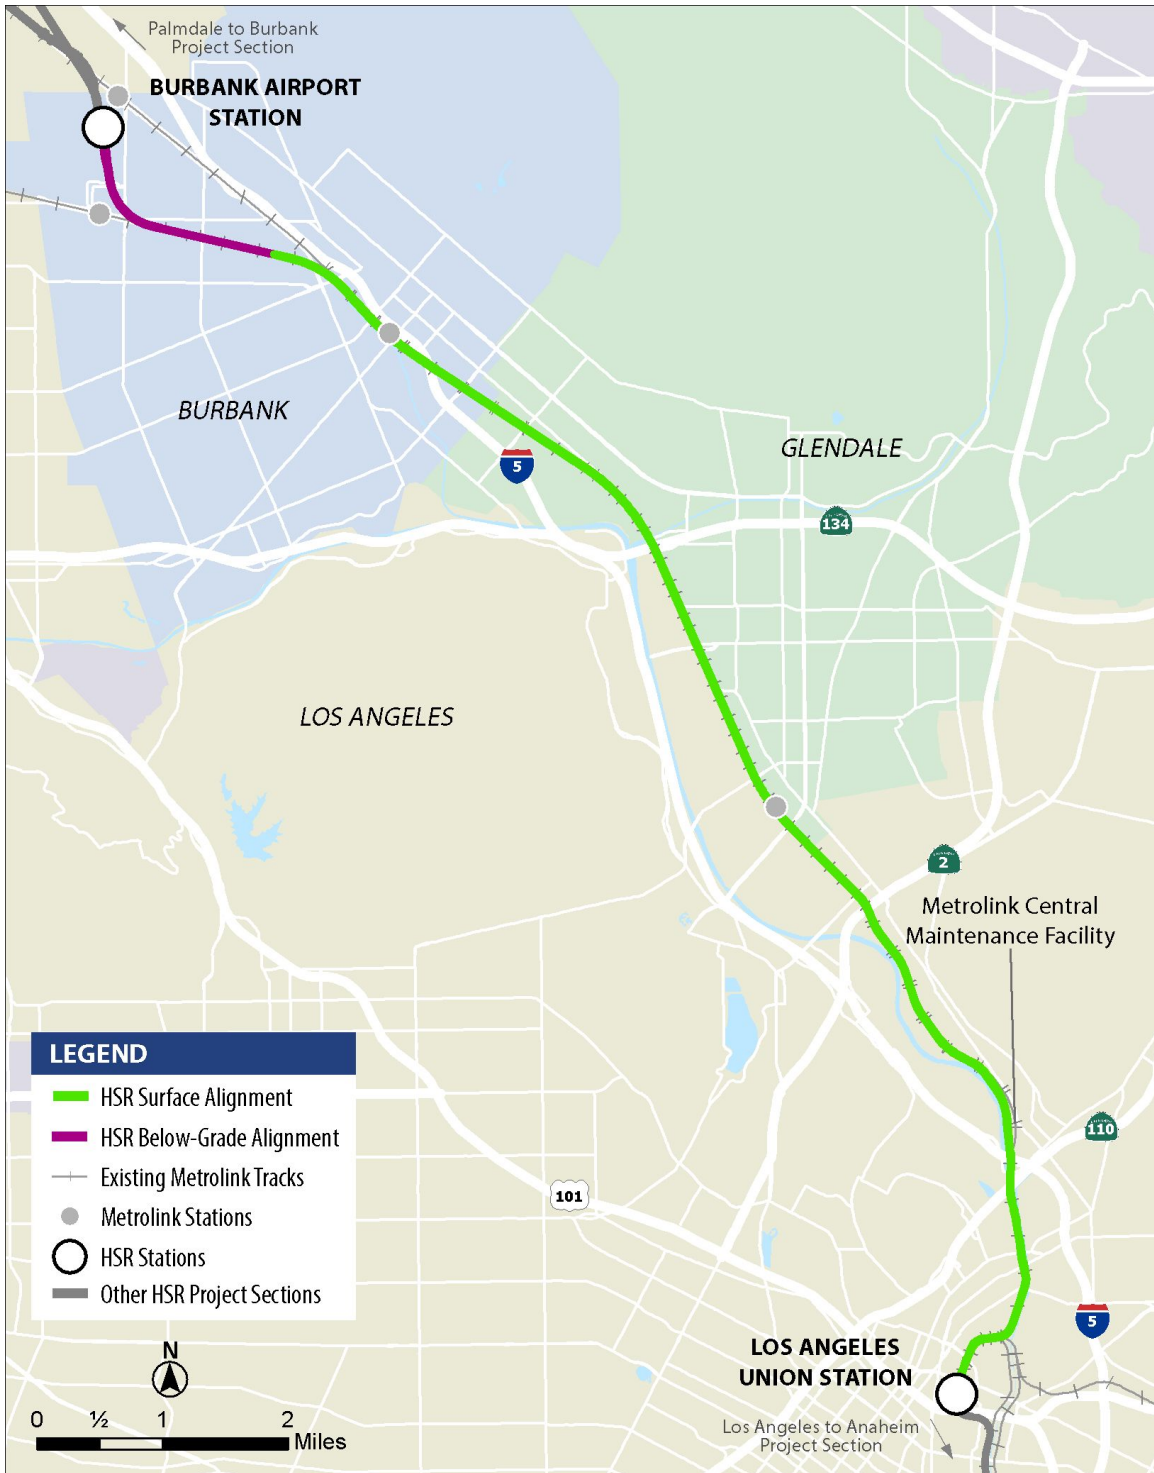 Palmdale to Burbank
Project Section
BURBANK AIRPORT
STATION
BURBANK
GLENDALE
5
134
LOS ANGELES
2
Metrolink Central
Maintenance Facility
LEGEND
HSR Surface Alignment
HSR Below-Grade Alignment
Existing Metrolink Tracks
Metrolink Stations
HSR Stations
Other HSR Project Sections
110
101
5
LOS ANGELES
UNION STATION
Los Angeles to Anaheim
Project Section
N
0 ½ 1 2
Miles